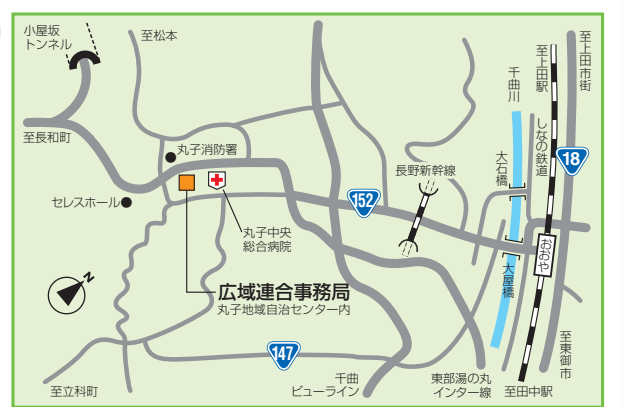 小屋坂
トンネル
至松本
至長和町
丸子消防署
セレスホール
丸子中央
総合病院
長野新幹線
152
千曲川
大石橋
至上田駅
しなの鉄道
至上田市街
18
おおや
大屋橋
N
広域連合事務局
丸子地域自治センター内
147
至立科町
千曲
ビューライン
東部湯の丸
インター線
至田中駅
至東御市